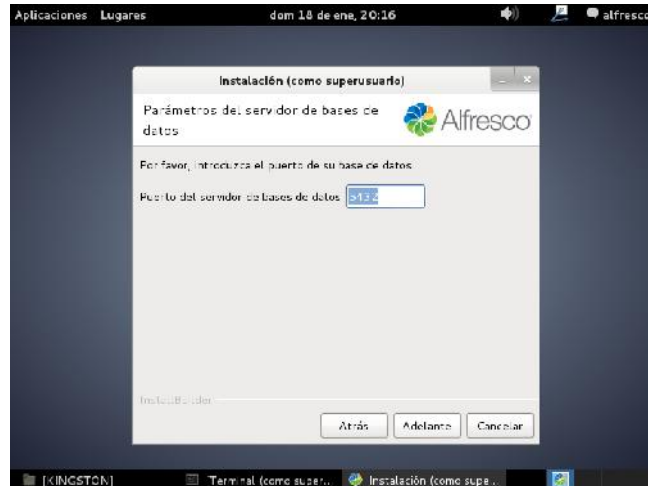 Aplicaciones Lugares dom 18 de ene, 20:16 alfresco
Instalación (como superusuario)
Parámetros del servidor de bases de
datos
Alfresco
Por favor, introduzca el puerto de su base de datos
Puerto del servidor de bases de datos 5432
InstallBuilder
Atrás Adelante Cancelar
[KINGSTON] Terminal (como super... Instalación (como supe...